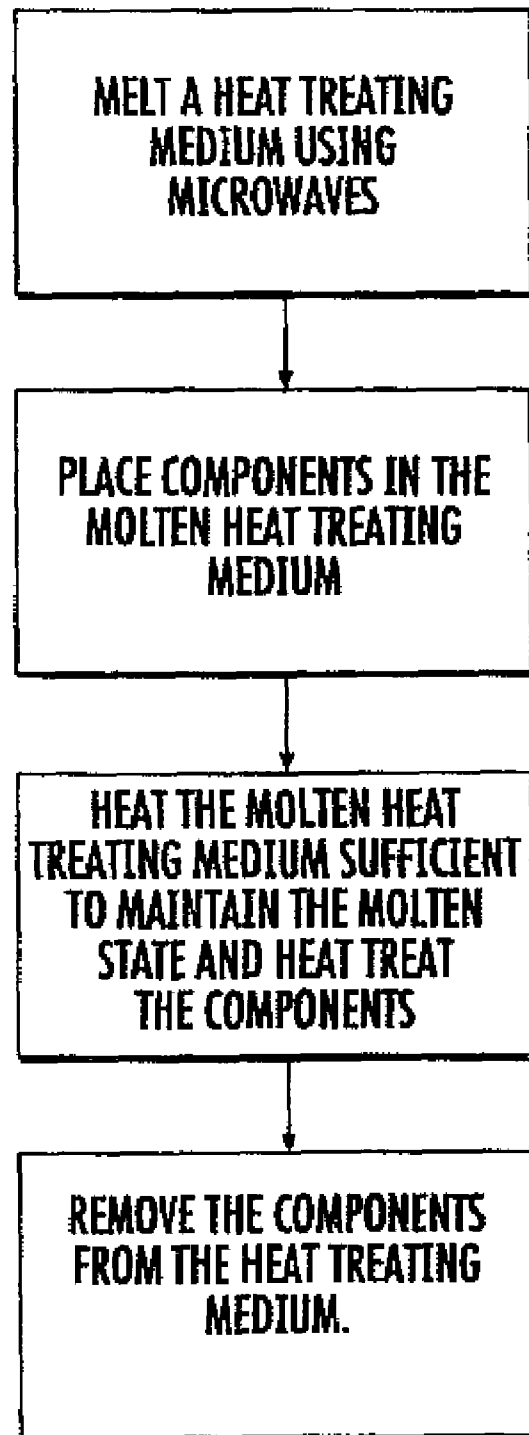 MELT A HEAT TREATING
MEDIUM USING
MICROWAVES
PLACE COMPONENTS IN THE
MOLTEN HEAT TREATING
MEDIUM
HEAT THE MOLTEN HEAT
TREATING MEDIUM SUFFICIENT
TO MAINTAIN THE MOLTEN
STATE AND HEAT TREAT
THE COMPONENTS
REMOVE THE COMPONENTS
FROM THE HEAT TREATING
MEDIUM.